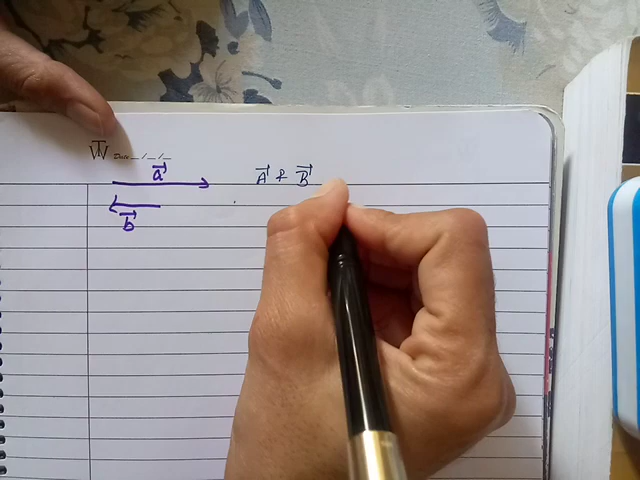 Date _/_/_
a⃗ A⃗ & B⃗
b⃗